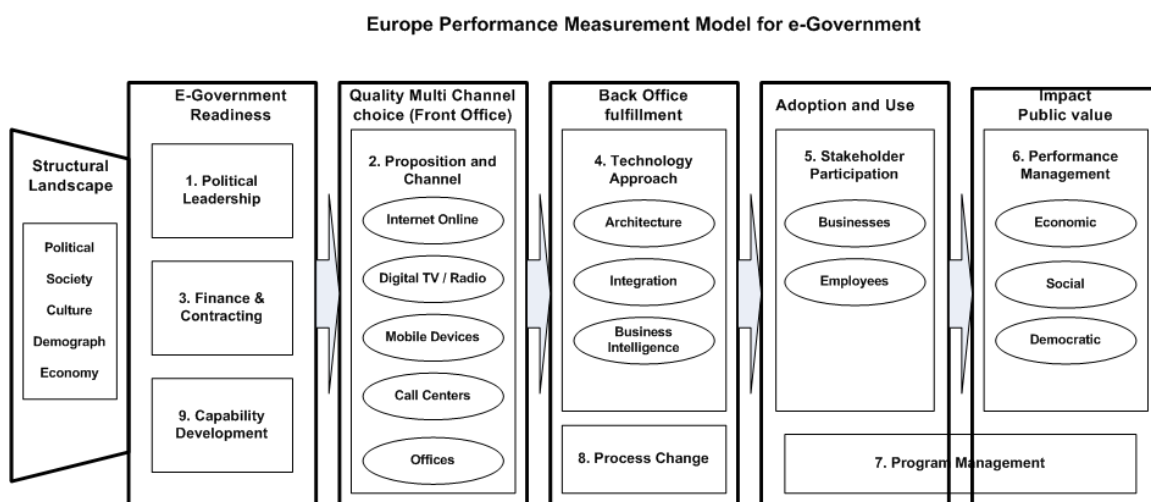 Europe Performance Measurement Model for e-Government
Structural
Landscape
Political
Society
Culture
Demograph
Economy
E-Government
Readiness
1. Political
Leadership
3. Finance &
Contracting
9. Capability
Development
Quality Multi Channel
choice (Front Office)
2. Proposition and
Channel
Internet Online
Digital TV / Radio
Mobile Devices
Call Centers
Offices
Back Office
fulfillment
4. Technology
Approach
Architecture
Integration
Business
Intelligence
8. Process Change
Adoption and Use
5. Stakeholder
Participation
Businesses
Employees
Impact
Public value
6. Performance
Management
Economic
Social
Democratic
7. Program Management